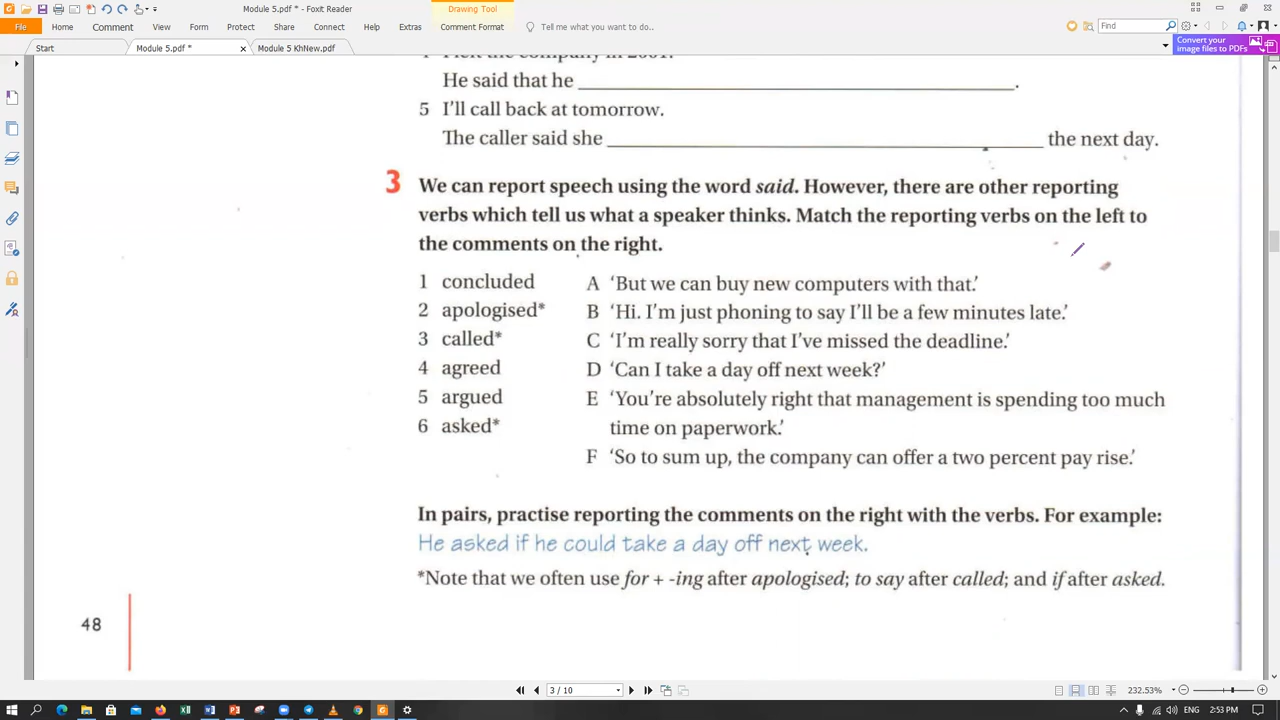 Module 5.pdf * - Foxit Reader
Drawing Tool
File
Home
Comment
View
Form
Protect
Share
Connect
Help
Extras
Comment Format
Tell me what you want to do..
Find
Start
Module 5.pdf *
Module 5 KhNew.pdf
Convert your
image files to PDFs
the company in 2001.
He said that he ______.
5 I'll call back at tomorrow.
The caller said she ______ the next day.
3 We can report speech using the word said. However, there are other reporting
verbs which tell us what a speaker thinks. Match the reporting verbs on the left to
the comments on the right.
1 concluded
2 apologised*
3 called*
4 agreed
5 argued
6 asked*
A 'But we can buy new computers with that.'
B 'Hi. I'm just phoning to say I'll be a few minutes late.'
C 'I'm really sorry that I've missed the deadline.'
D 'Can I take a day off next week?'
E 'You're absolutely right that management is spending too much
time on paperwork.'
F 'So to sum up, the company can offer a two percent pay rise.'
In pairs, practise reporting the comments on the right with the verbs. For example:
He asked if he could take a day off next week.
*Note that we often use for + -ing after apologised; to say after called; and if after asked.
48
3 / 10
232.53%
ENG
2:53 PM